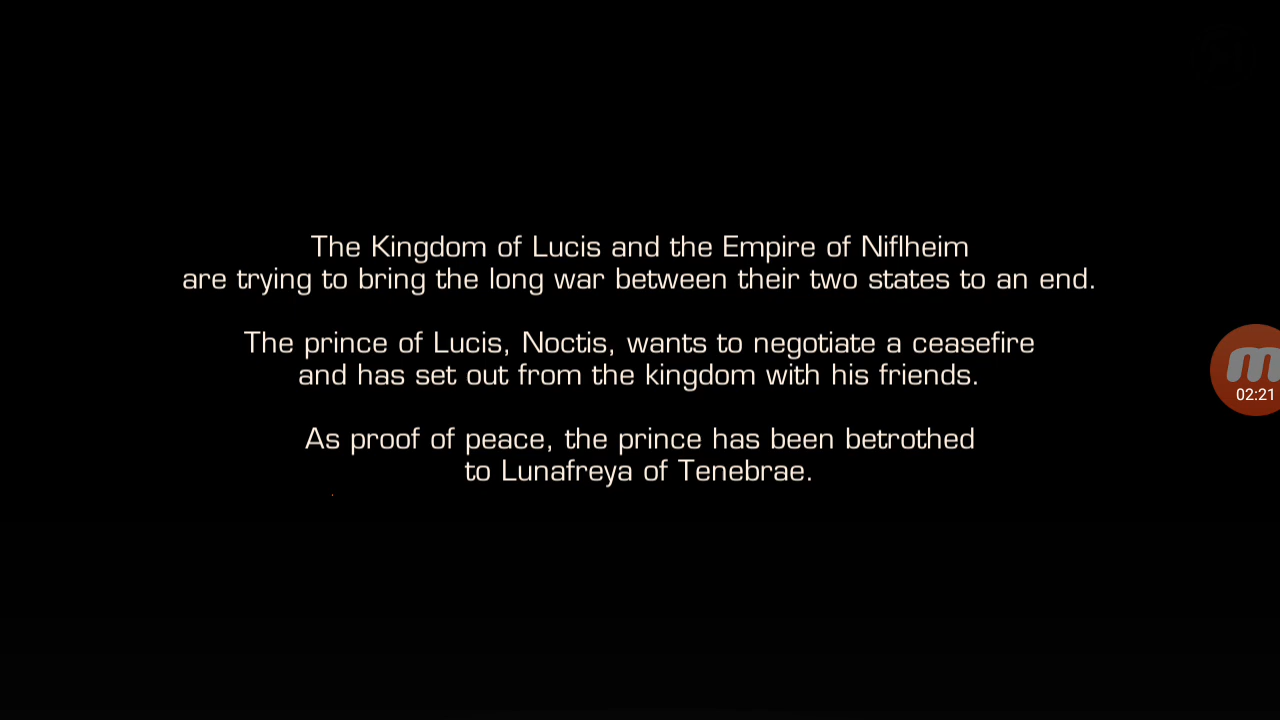 The Kingdom of Lucis and the Empire of Niflheim
are trying to bring the long war between their two states to an end.
The prince of Lucis, Noctis, wants to negotiate a ceasefire
and has set out from the kingdom with his friends.
As proof of peace, the prince has been betrothed
to Lunafreya of Tenebrae.
02:21